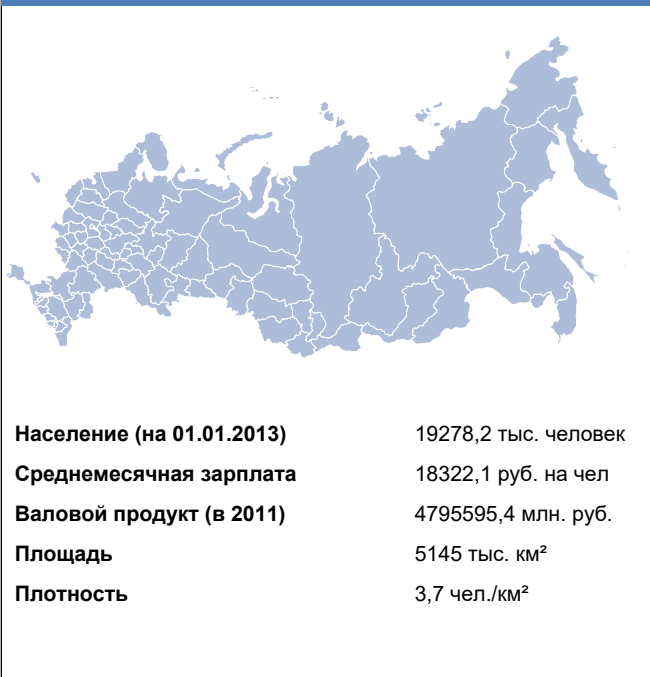 Население (на 01.01.2013) 19278,2 тыс. человек
Среднемесячная зарплата 18322,1 руб. на чел
Валовой продукт (в 2011) 4795595,4 млн. руб.
Площадь 5145 тыс. км²
Плотность 3,7 чел./км²